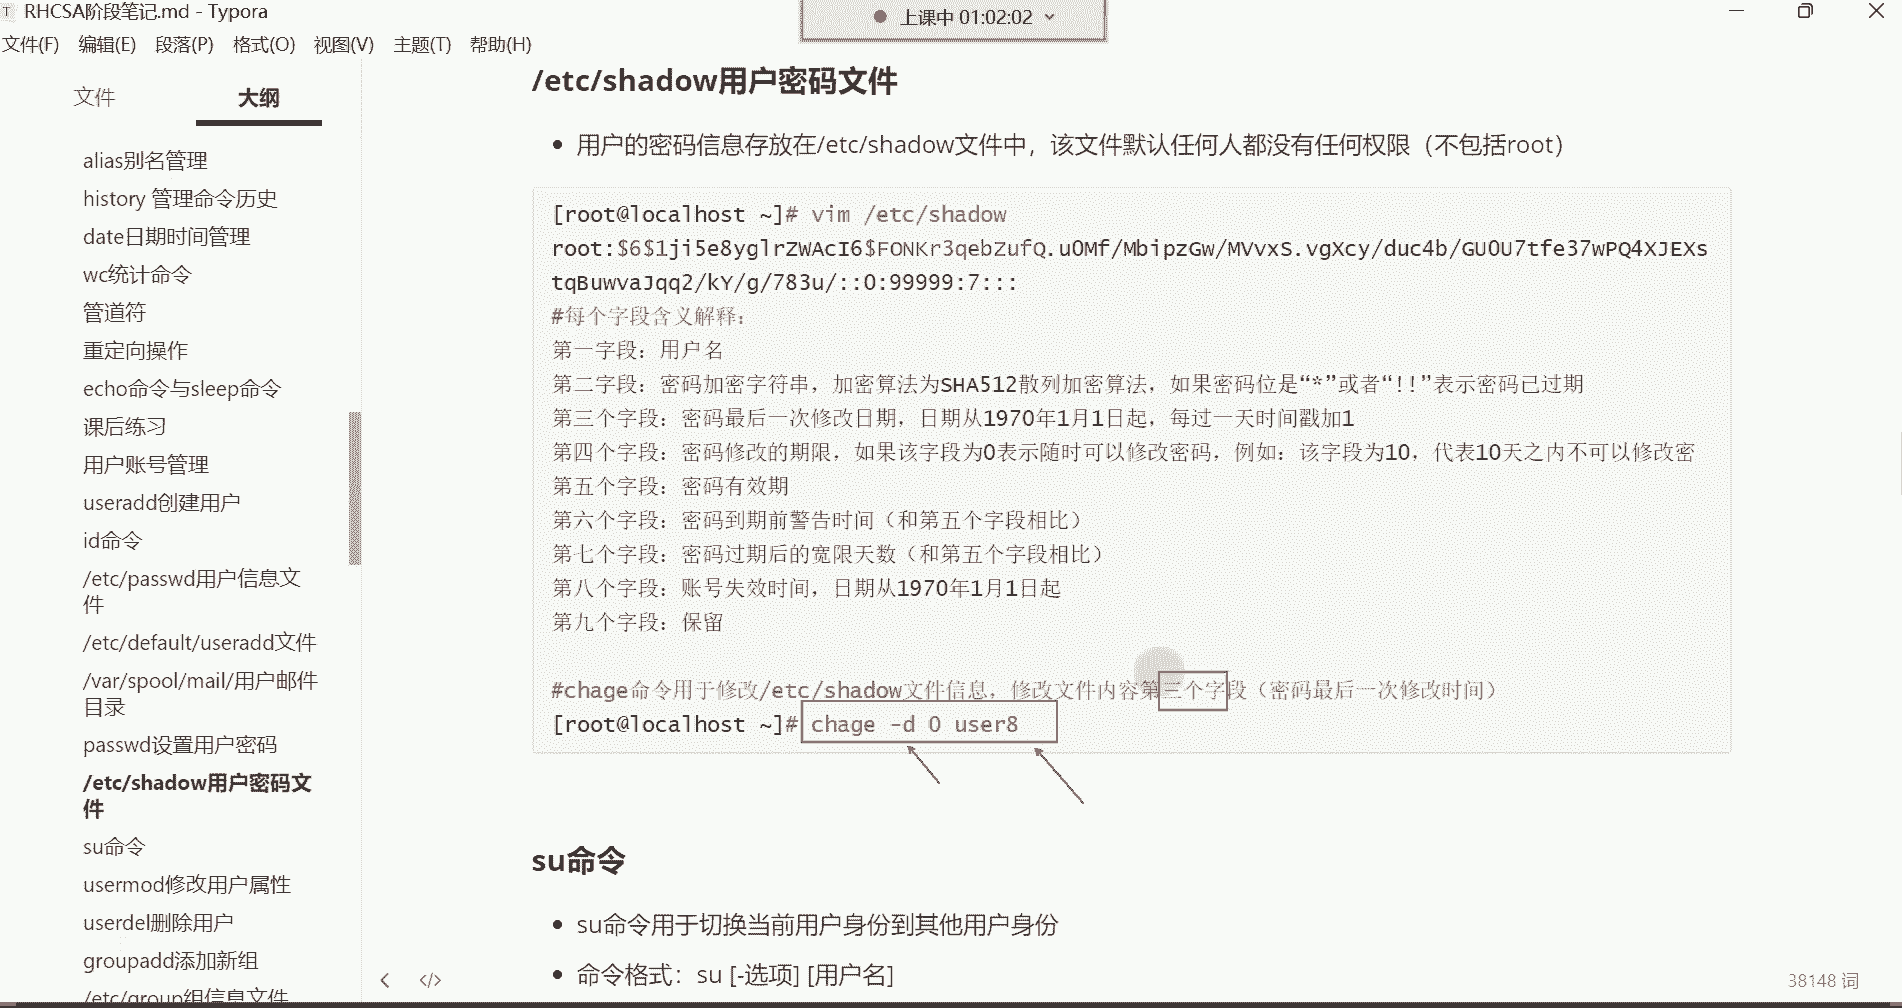 RHCSA阶段笔记.md - Typora
上课中 01:02:02
文件(F) 编辑(E) 段落(P) 格式(O) 视图(V) 主题(T) 帮助(H)
文件 大纲
alias别名管理
history 管理命令历史
date日期时间管理
wc统计命令
管道符
重定向操作
echo命令与sleep命令
课后练习
用户账号管理
useradd创建用户
id命令
/etc/passwd用户信息文
件
/etc/default/useradd文件
/var/spool/mail/用户邮件
目录
passwd设置用户密码
/etc/shadow用户密码文
件
su命令
usermod修改用户属性
userdel删除用户
groupadd添加新组
/etc/group组信息文件
/etc/shadow用户密码文件
用户的密码信息存放在/etc/shadow文件中，该文件默认任何人都没有任何权限（不包括root）
[root@localhost ~]# vim /etc/shadow
root:$6$1ji5e8yglrZWAcI6$FONKr3qebZufQ.u0Mf/MbipzGw/MVvxS.vgXcy/duc4b/GU0U7tfe37wPQ4XJEXs
tqBuwvaJqq2/kY/g/783u/::0:99999:7:::
#每个字段含义解释：
第一字段：用户名
第二字段：密码加密字符串，加密算法为SHA512散列加密算法，如果密码位是“*”或者“!!”表示密码已过期
第三个字段：密码最后一次修改日期，日期从1970年1月1日起，每过一天时间戳加1
第四个字段：密码修改的期限，如果该字段为0表示随时可以修改密码，例如：该字段为10，代表10天之内不可以修改密
第五个字段：密码有效期
第六个字段：密码到期前警告时间（和第五个字段相比）
第七个字段：密码过期后的宽限天数（和第五个字段相比）
第八个字段：账号失效时间，日期从1970年1月1日起
第九个字段：保留
#chage命令用于修改/etc/shadow文件信息，修改文件内容第三个字段（密码最后一次修改时间）
[root@localhost ~]# chage -d 0 user8
su命令
su命令用于切换当前用户身份到其他用户身份
命令格式：su [-选项] [用户名]
38148 词